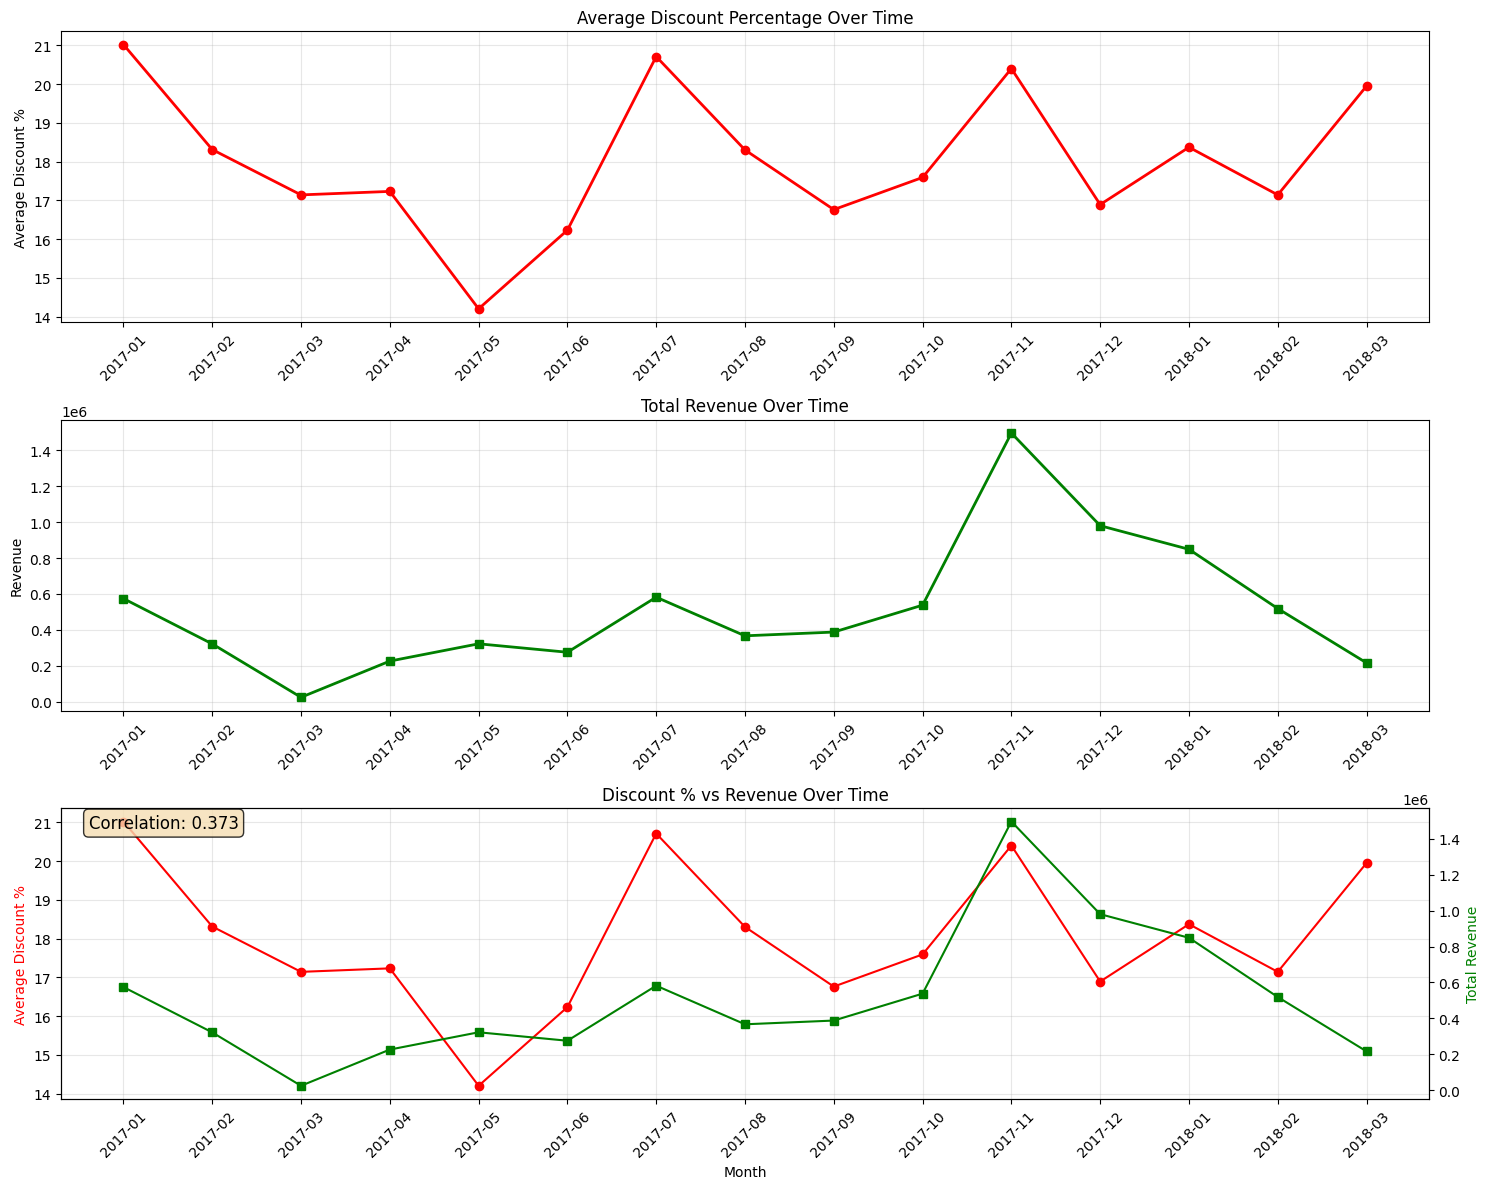 Average Discount Percentage Over Time
Average Discount %
21
20
19
18
17
16
15
14
2017-01 2017-02 2017-03 2017-04 2017-05 2017-06 2017-07 2017-08 2017-09 2017-10 2017-11 2017-12 2018-01 2018-02 2018-03
1e6
Total Revenue Over Time
Revenue
1.4
1.2
1.0
0.8
0.6
0.4
0.2
0.0
2017-01 2017-02 2017-03 2017-04 2017-05 2017-06 2017-07 2017-08 2017-09 2017-10 2017-11 2017-12 2018-01 2018-02 2018-03
Discount % vs Revenue Over Time
1e6
Correlation: 0.373
Average Discount %
21
20
19
18
17
16
15
14
1.4
1.2
1.0
0.8
0.6
0.4
0.2
0.0
Total Revenue
2017-01 2017-02 2017-03 2017-04 2017-05 2017-06 2017-07 2017-08 2017-09 2017-10 2017-11 2017-12 2018-01 2018-02 2018-03
Month